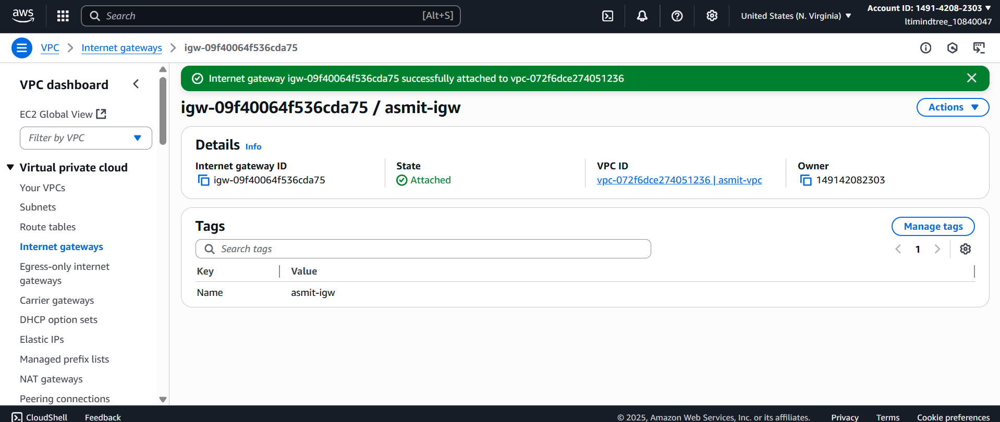 aws
Search
[Alt+S]
United States (N. Virginia)
Account ID: 1491-4208-2303
ltimindtree_10840047
VPC
Internet gateways
igw-09f40064f536cda75
VPC dashboard
EC2 Global View
Filter by VPC
Virtual private cloud
Your VPCs
Subnets
Route tables
Internet gateways
Egress-only internet
gateways
Carrier gateways
DHCP option sets
Elastic IPs
Managed prefix lists
NAT gateways
Peering connections
Internet gateway igw-09f40064f536cda75 successfully attached to vpc-072f6dce274051236
igw-09f40064f536cda75 / asmit-igw
Actions
Details Info
Internet gateway ID
igw-09f40064f536cda75
State
Attached
VPC ID
vpc-072f6dce274051236 | asmit-vpc
Owner
149142082303
Tags
Manage tags
Search tags
1
Key Value
Name asmit-igw
CloudShell
Feedback
© 2025, Amazon Web Services, Inc. or its affiliates.
Privacy
Terms
Cookie preferences